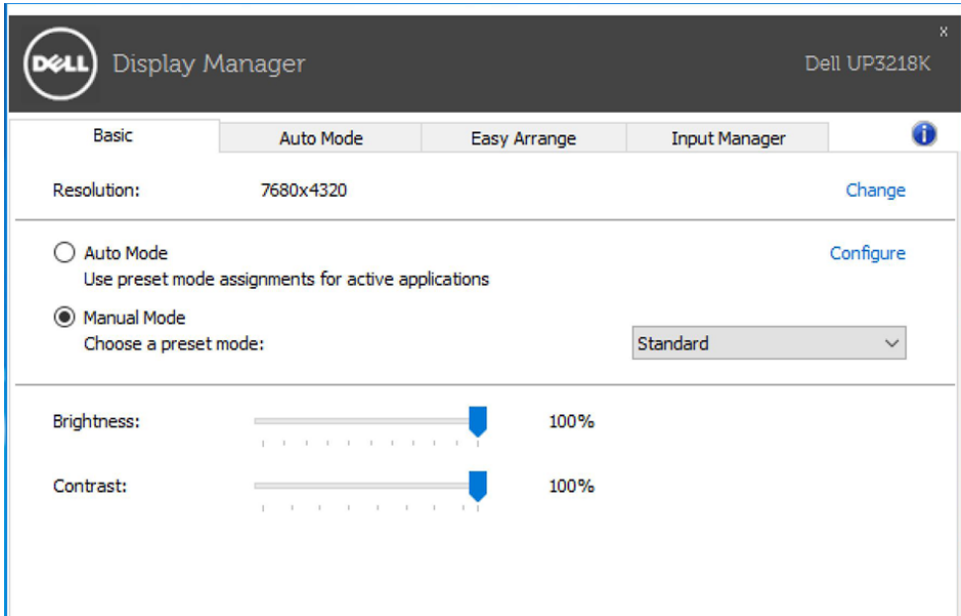 DELL Display Manager Dell UP3218K x
Basic Auto Mode Easy Arrange Input Manager
Resolution: 7680x4320 Change
Auto Mode Configure
Use preset mode assignments for active applications
Manual Mode
Choose a preset mode: Standard
Brightness: 100%
Contrast: 100%